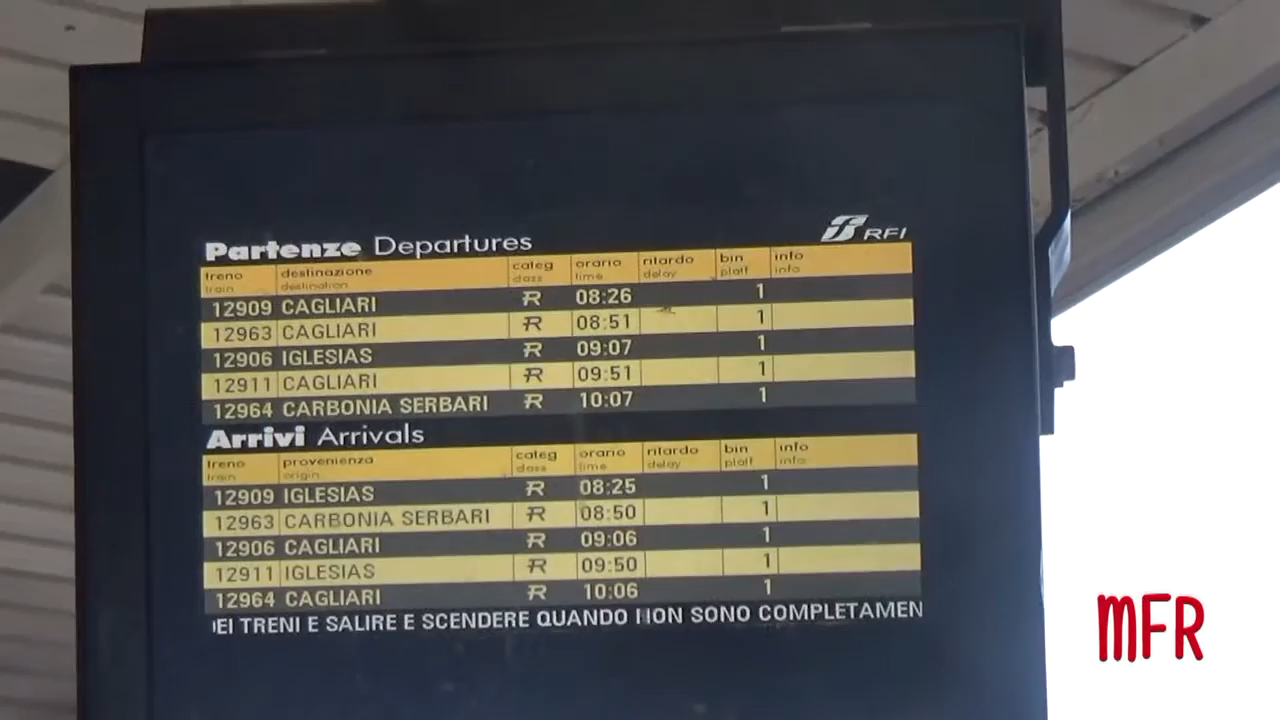 Partenze Departures
RFI
treno destinazione categ orario ritardo bin info
train destination class time delay platf info
12909 CAGLIARI R 08:26 1
12963 CAGLIARI R 08:51 1
12906 IGLESIAS R 09:07 1
12911 CAGLIARI R 09:51 1
12964 CARBONIA SERBARI R 10:07 1
Arrivi Arrivals
treno provenienza categ orario ritardo bin info
train origin class time delay platf info
12909 IGLESIAS R 08:25 1
12963 CARBONIA SERBARI R 08:50 1
12906 CAGLIARI R 09:06 1
12911 IGLESIAS R 09:50 1
12964 CAGLIARI R 10:06 1
EI TRENI E SALIRE E SCENDERE QUANDO NON SONO COMPLETAMEN
MFR